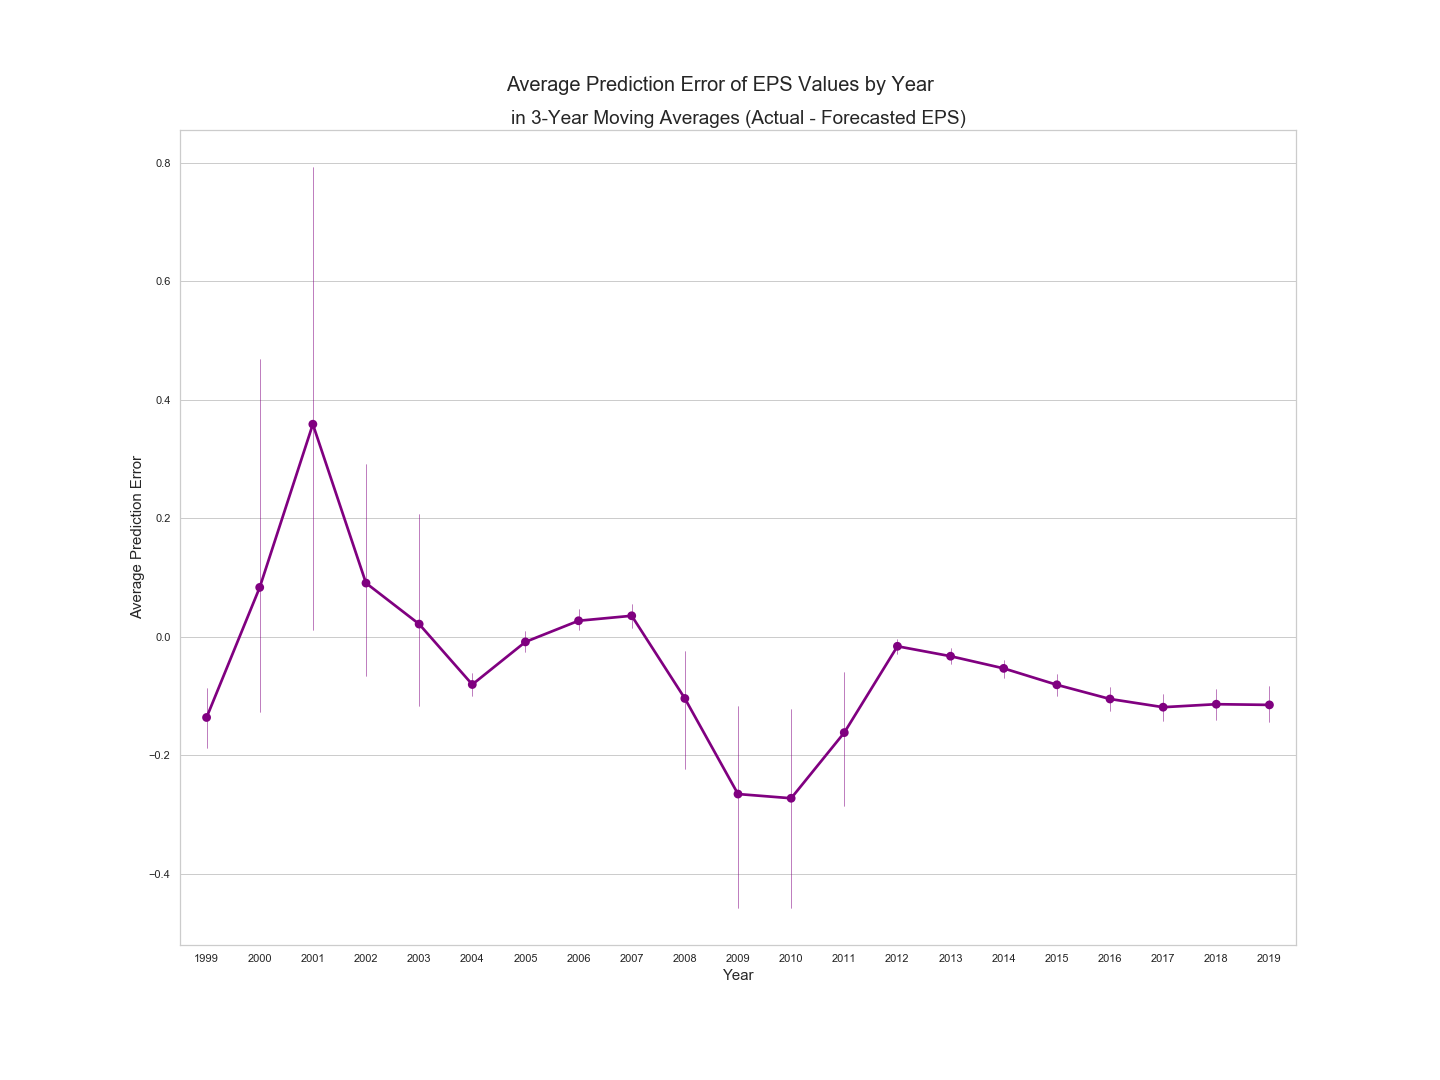 Average Prediction Error of EPS Values by Year
in 3-Year Moving Averages (Actual - Forecasted EPS)
0.8
0.6
0.4
0.2
0.0
−0.2
−0.4
Average Prediction Error
1999 2000 2001 2002 2003 2004 2005 2006 2007 2008 2009 2010 2011 2012 2013 2014 2015 2016 2017 2018 2019
Year